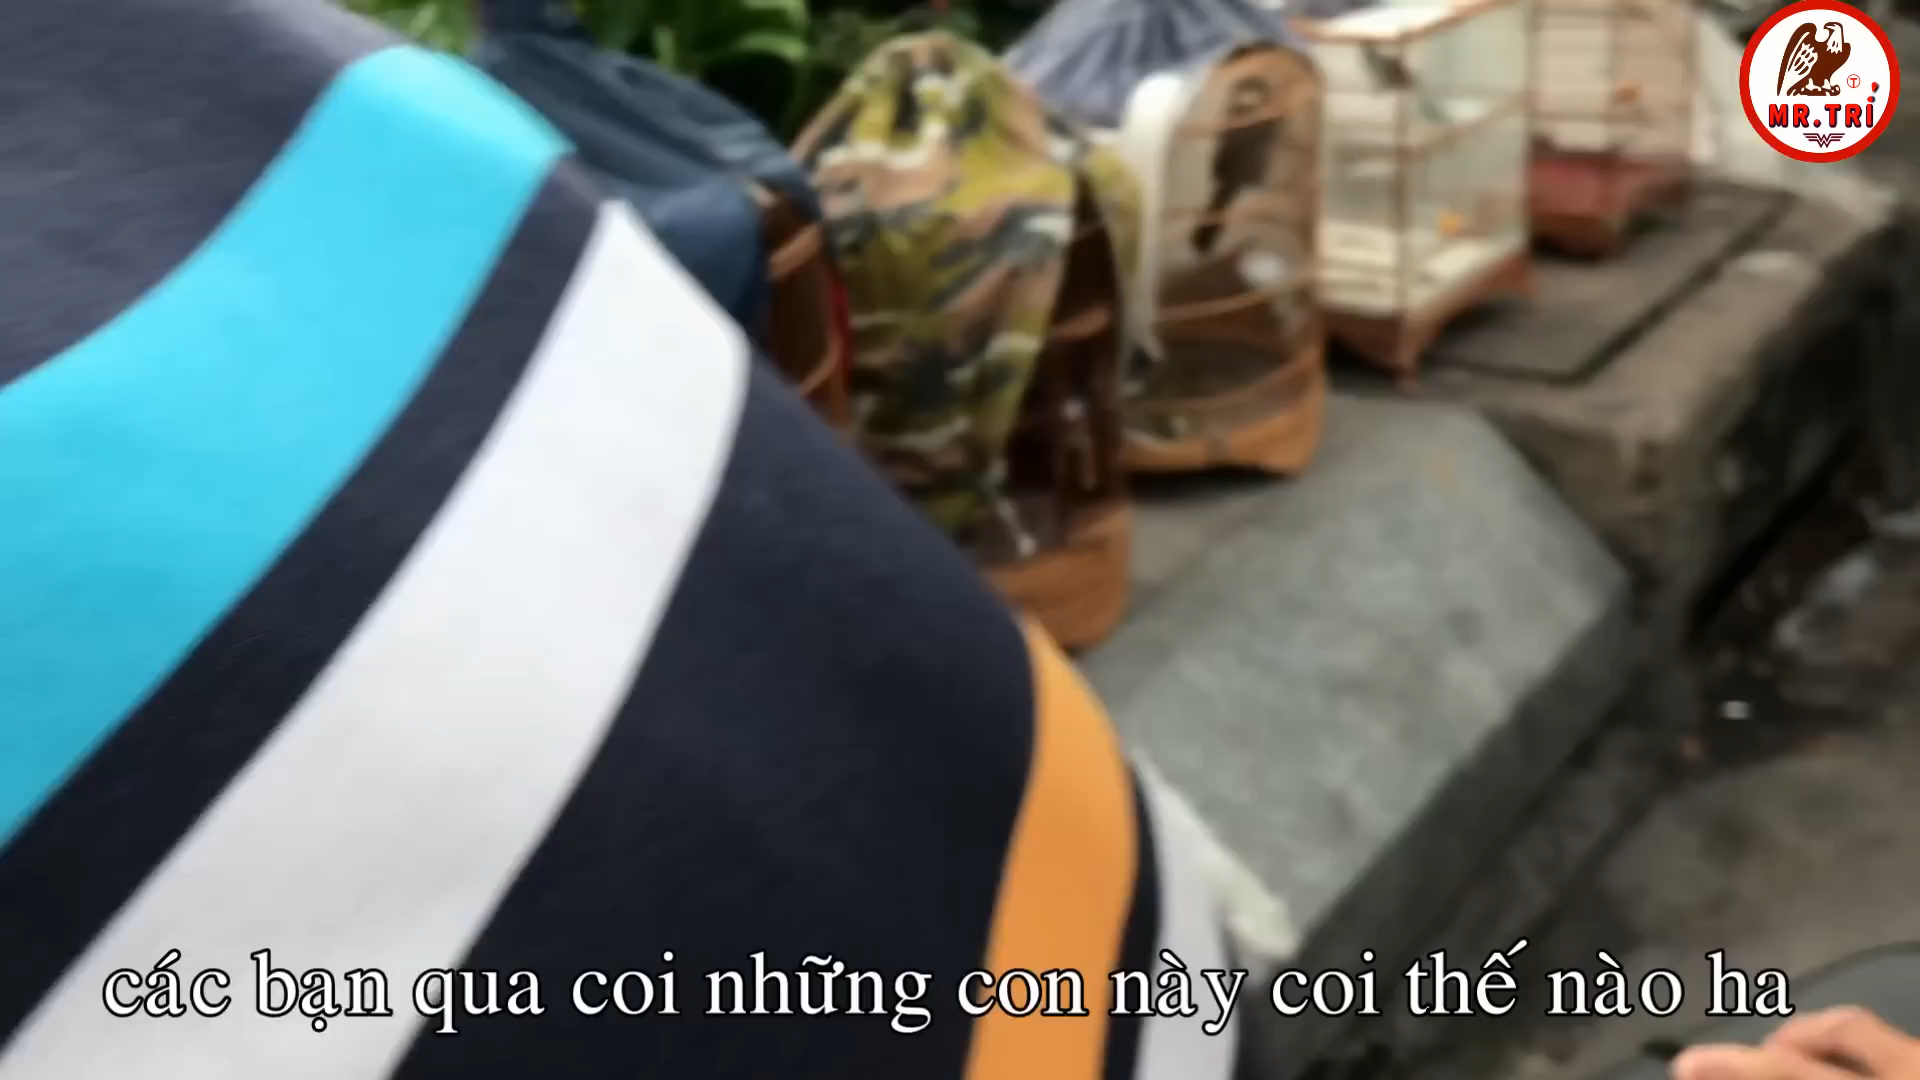 MR.TRÍ
các bạn qua coi những con này coi thế nào ha